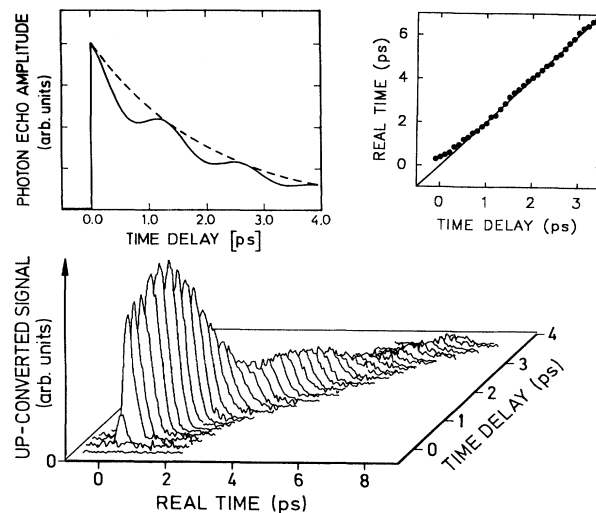 PHOTON ECHO AMPLITUDE
(arb. units)
0.0 1.0 2.0 3.0 4.0
TIME DELAY [ps]
REAL TIME (ps)
6
4
2
0
0 1 2 3
TIME DELAY (ps)
UP-CONVERTED SIGNAL
(arb. units)
0
0 2 4 6 8
REAL TIME (ps)
0 1 2 3 4
TIME DELAY (ps)